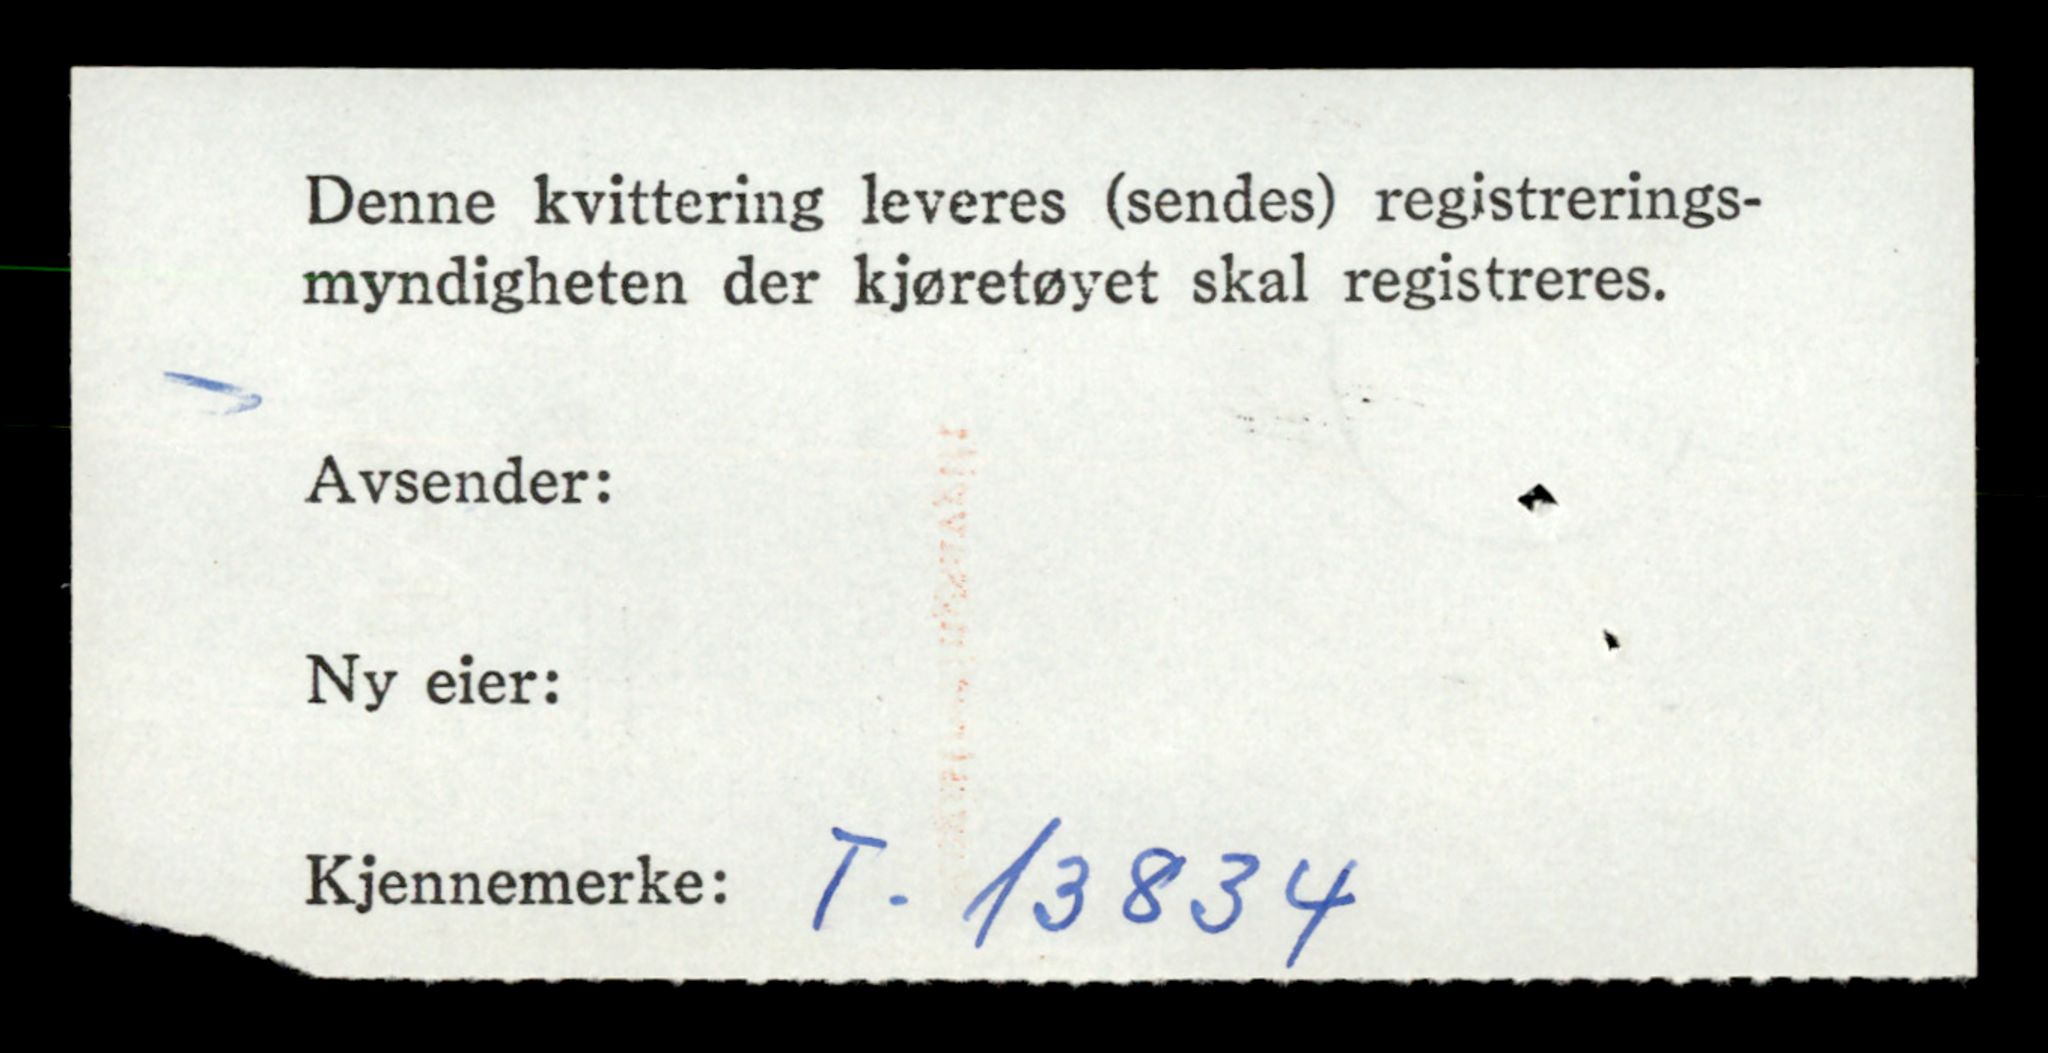 Denne kvittering leveres (sendes) registrerings-
myndigheten der kjøretøyet skal registreres.
Avsender:
Ny eier:
Kjennemerke: T. 13834